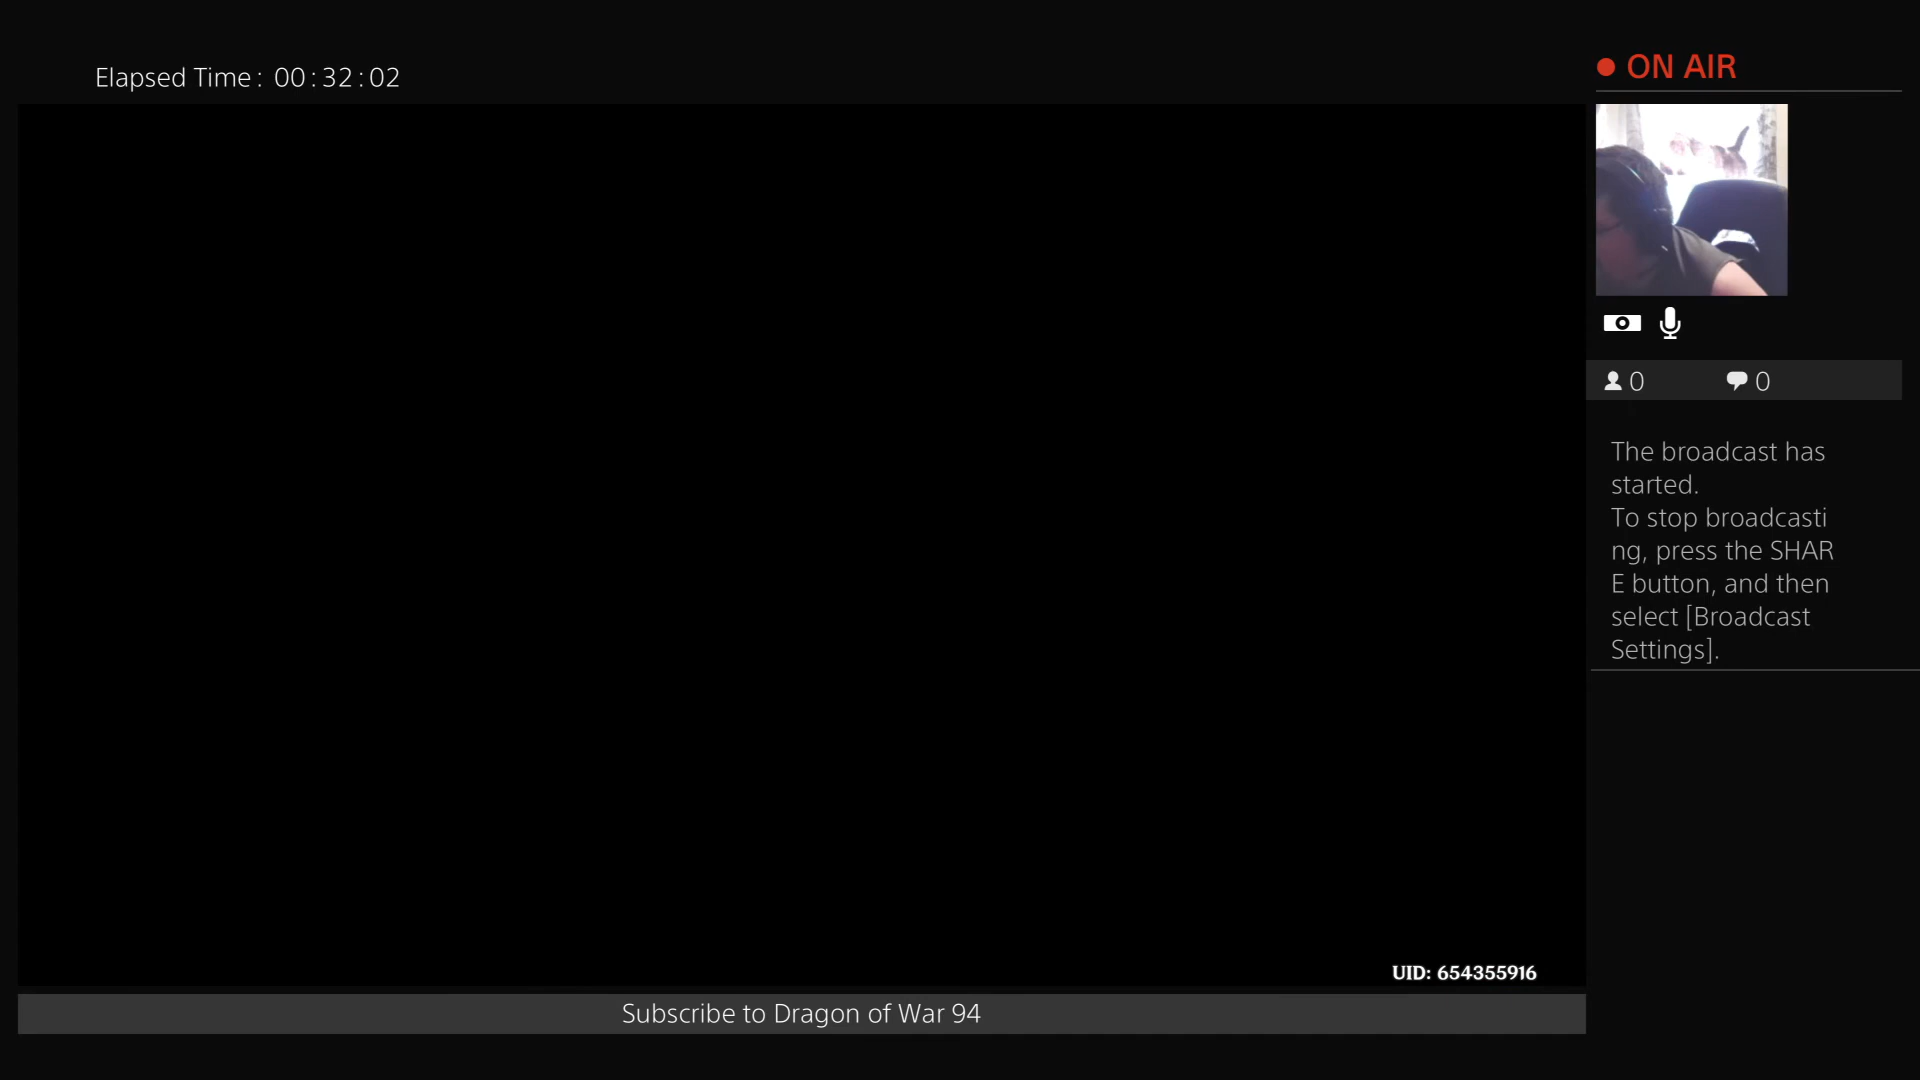 Elapsed Time: 00:32:02
ON AIR
0
0
The broadcast has
started.
To stop broadcasti
ng, press the SHAR
E button, and then
select [Broadcast
Settings].
UID: 654355916
Subscribe to Dragon of War 94